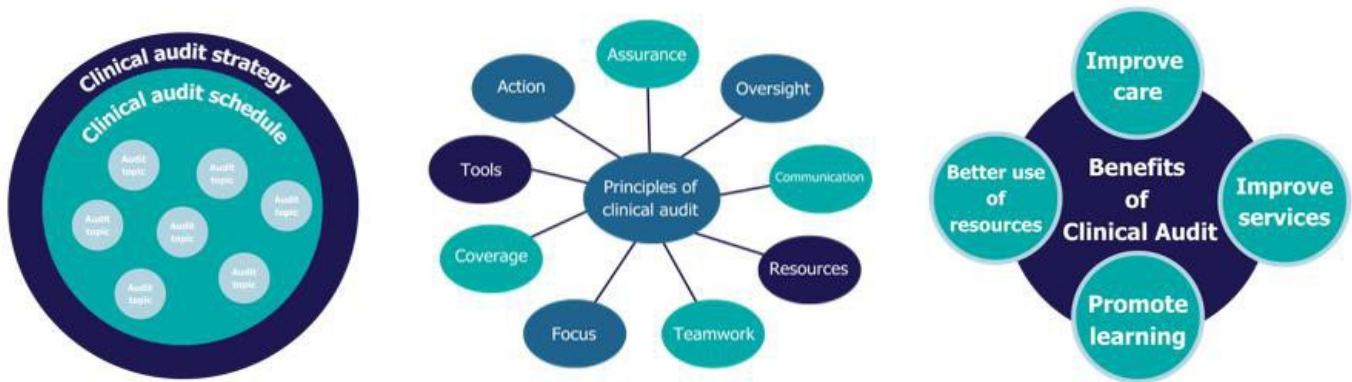 Clinical audit strategy
Clinical audit schedule
Audit
topic
Audit
topic
Audit
topic
Audit
topic
Audit
topic
Audit
topic
Audit
topic
Assurance
Action
Oversight
Tools
Principles of
clinical audit
Communication
Coverage
Resources
Focus
Teamwork
Improve
care
Better use
of
resources
Benefits
of
Clinical Audit
Improve
services
Promote
learning